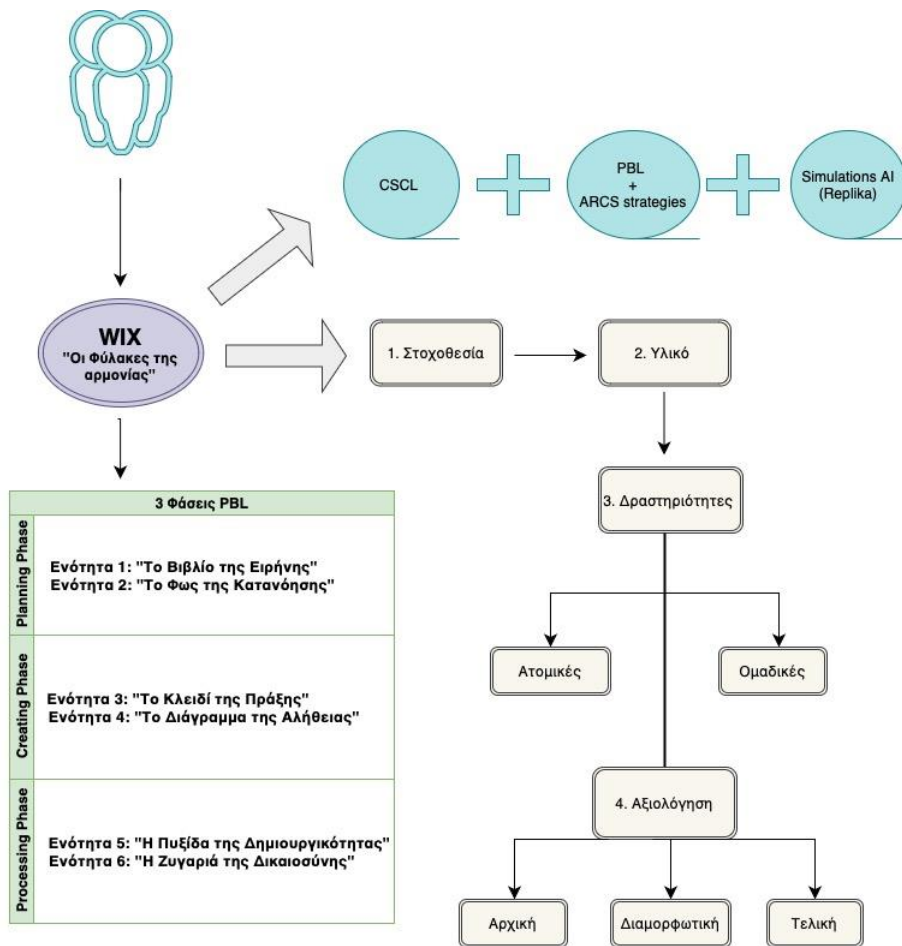 CSCL
PBL
+
ARCS strategies
Simulations AI
(Replika)
WIX
"Οι Φύλακες της
αρμονίας"
1. Στοχοθεσία
2. Υλικό
3. Δραστηριότητες
Ατομικές
Ομαδικές
4. Αξιολόγηση
Αρχική
Διαμορφωτική
Τελική
3 Φάσεις PBL
Planning Phase
Ενότητα 1: "Το Βιβλίο της Ειρήνης"
Ενότητα 2: "Το Φως της Κατανόησης"
Creating Phase
Ενότητα 3: "Το Κλειδί της Πράξης"
Ενότητα 4: "Το Διάγραμμα της Αλήθειας"
Processing Phase
Ενότητα 5: "Η Πυξίδα της Δημιουργικότητας"
Ενότητα 6: "Η Ζυγαριά της Δικαιοσύνης"